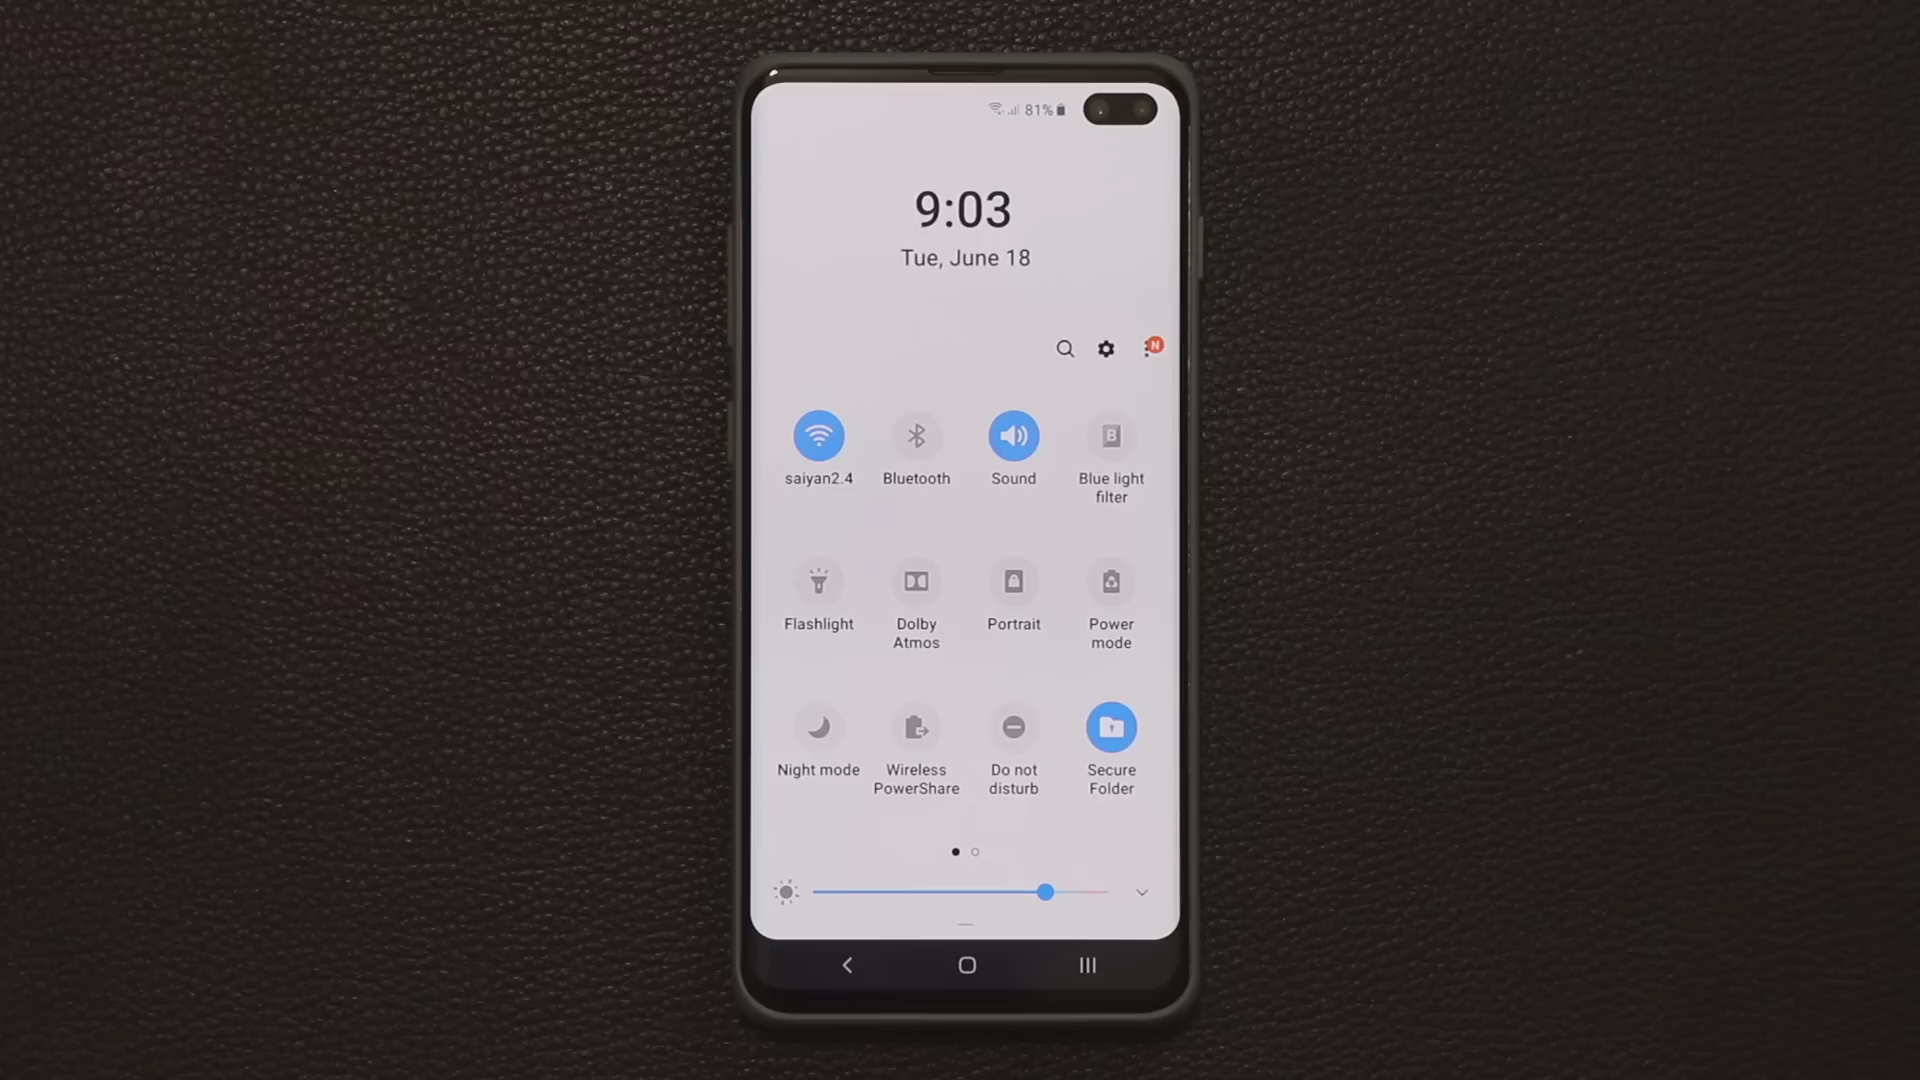 81%
9:03
Tue, June 18
N
saiyan2.4
Bluetooth
Sound
Blue light
filter
B
Flashlight
Dolby
Atmos
Portrait
Power
mode
Night mode
Wireless
PowerShare
Do not
disturb
Secure
Folder